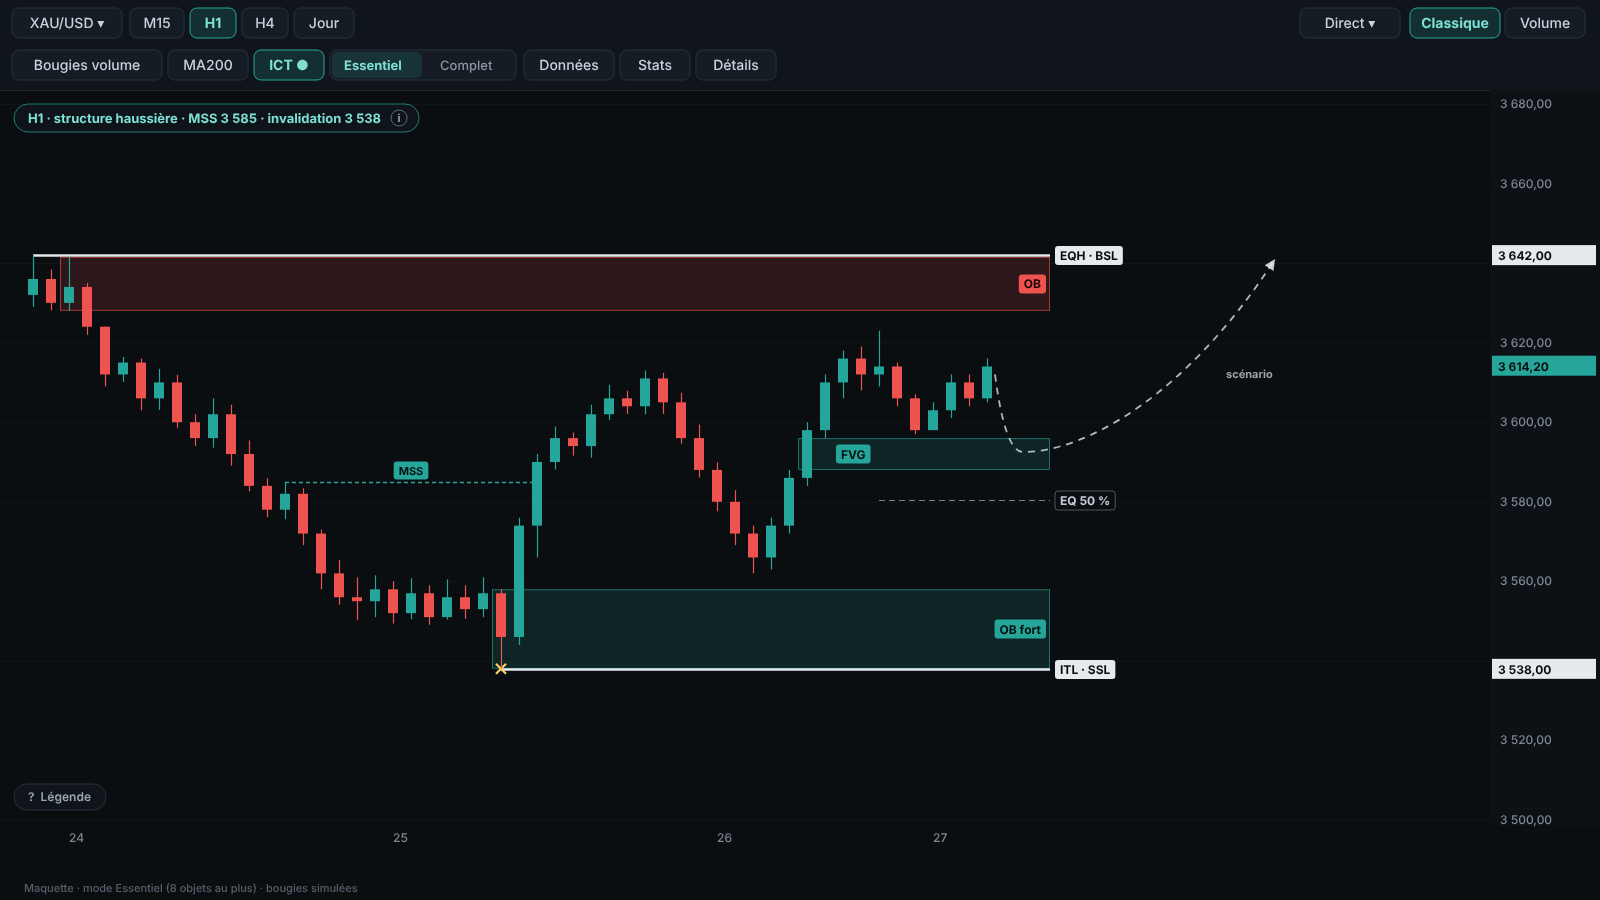 XAU/USD ▾ M15 H1 H4 Jour Direct ▾ Classique Volume
Bougies volume MA200 ICT ● Essentiel Complet Données Stats Détails
3 680,00
H1 · structure haussière · MSS 3 585 · invalidation 3 538 i
3 660,00
EQH · BSL 3 642,00
OB
3 620,00
3 614,20
scénario
3 600,00
FVG
MSS
EQ 50 % 3 580,00
3 560,00
OB fort
ITL · SSL 3 538,00
3 520,00
? Légende
3 500,00
24 25 26 27
Maquette · mode Essentiel (8 objets au plus) · bougies simulées